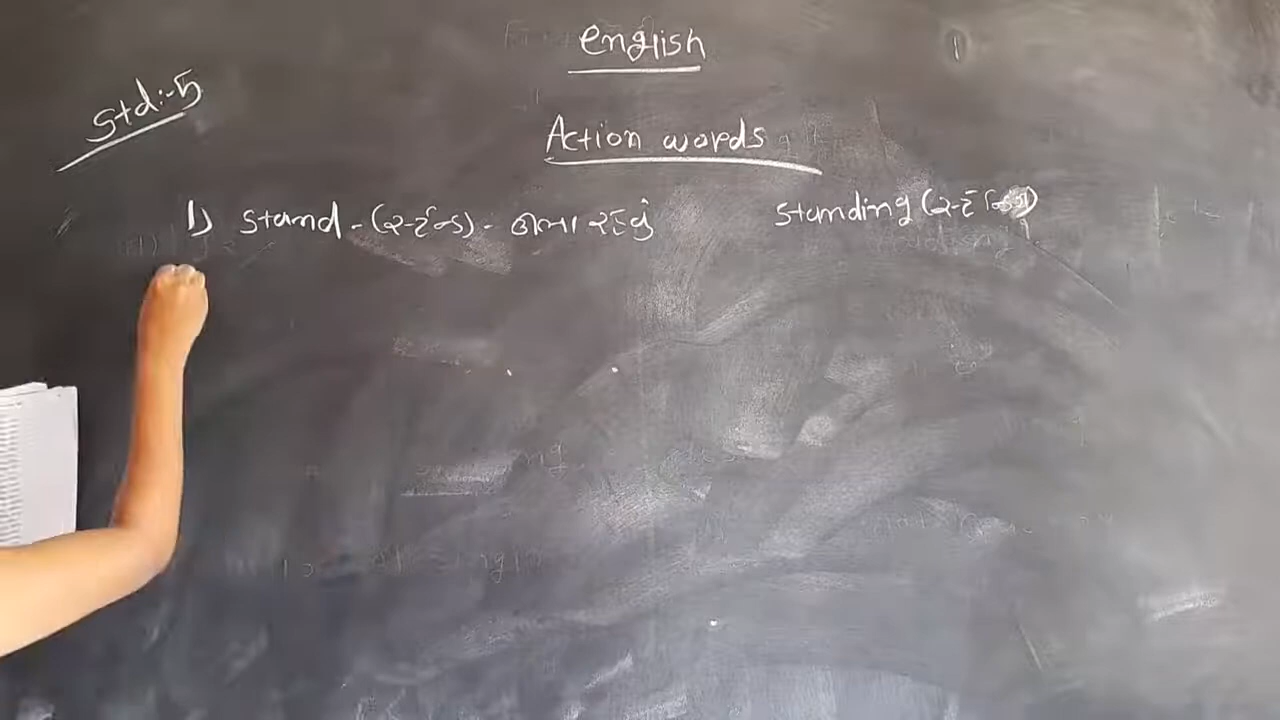 English
Std:-5
Action words
1) Stand - (સ્ટેન્ડ) - ઊભા રહેવું Standing (સ્ટેન્ડિંગ)